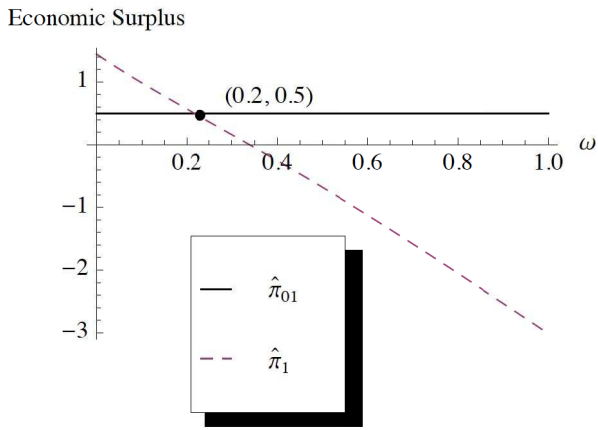 Economic Surplus
1
(0.2, 0.5)
0.2 0.4 0.6 0.8 1.0 ω
−1
−2
−3
π̂₀₁
π̂₁